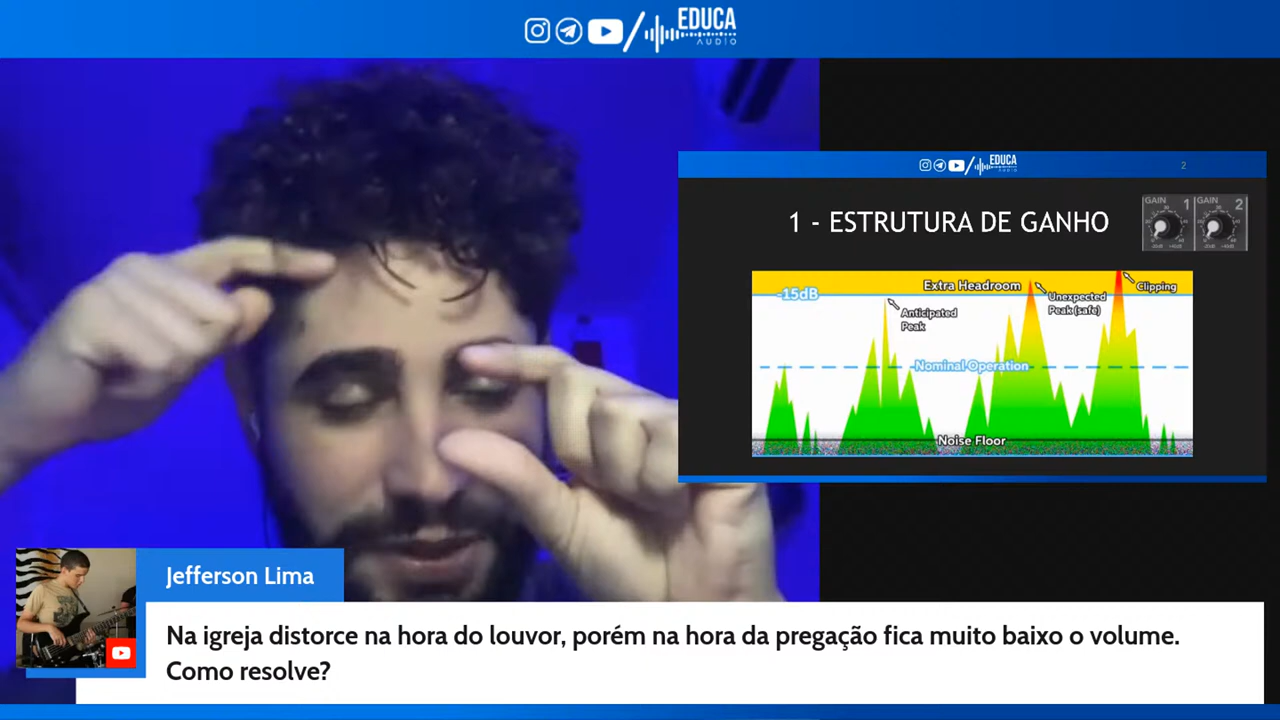 EDUCA
AUDIO
EDUCA
AUDIO
2
1 - ESTRUTURA DE GANHO
GAIN 1 GAIN 2
-15dB
Extra Headroom
Clipping
Unexpected
Peak (safe)
Anticipated
Peak
Nominal Operation
Noise Floor
Jefferson Lima
Na igreja distorce na hora do louvor, porém na hora da pregação fica muito baixo o volume.
Como resolve?